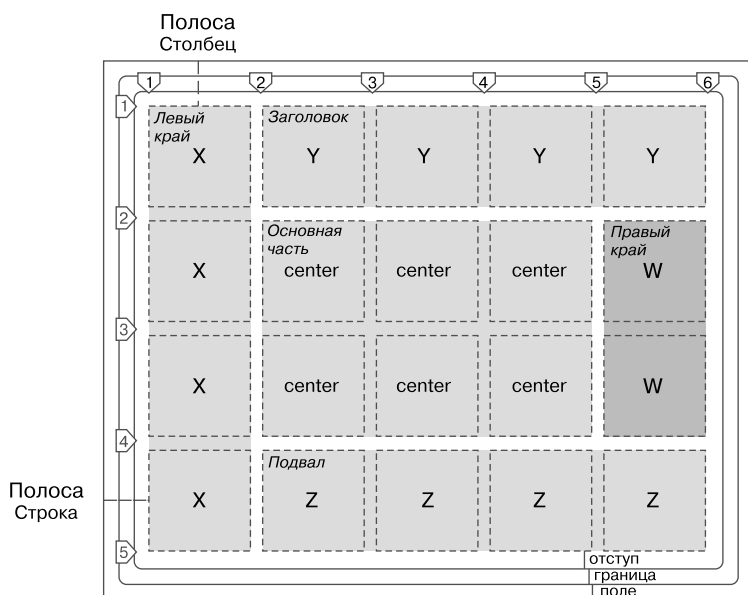 Полоса
Столбец
1 2 3 4 5 6
1
Левый
край
Заголовок
X Y Y Y Y
2
Основная
часть
Правый
край
X center center center W
3
X center center center W
4
Подвал
X Z Z Z Z
Полоса
Строка
5
отступ
граница
поле